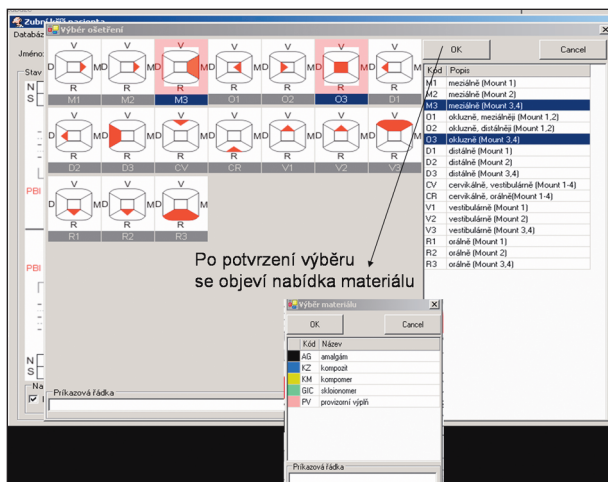 Zubní kříž pacienta
Výběr ošetření
Databáz
Jméno:
Stav
N
S
PBI
PBI
N
S
Na
V V V V V V V
D M D M D M D M D M D M D M
R R R R R R R
M1 M2 M3 O1 O2 O3 D1
V V V V V V V
D M D M D M D M D M D M D M
R R R R R R R
D2 D3 CV CR V1 V2 V3
V V V
D M D M D M
R R R
R1 R2 R3
OK Cancel
Kód Popis
M1 meziálně (Mount 1)
M2 meziálně (Mount 2)
M3 meziálně (Mount 3,4)
O1 okluzně, meziálněji (Mount 1,2)
O2 okluzně, distálněji (Mount 1,2)
O3 okluzně (Mount 3,4)
D1 distálně (Mount 1)
D2 distálně (Mount 2)
D3 distálně (Mount 3,4)
CV cervikálně, vestibulárně (Mount 1-4)
CR cervikálně, orálně(Mount 1-4)
V1 vestibulárně (Mount 1)
V2 vestibulárně (Mount 2)
V3 vestibulárně (Mount 3,4)
R1 orálně (Mount 1)
R2 orálně (Mount 2)
R3 orálně (Mount 3,4)
Po potvrzení výběru
se objeví nabídka materiálu
Příkazová řádka
Výběr materiálu
OK Cancel
Kód Název
AG amalgám
KZ kompozit
KM kompomer
GIC skloionomer
PV provizorní výplň
Příkazová řádka